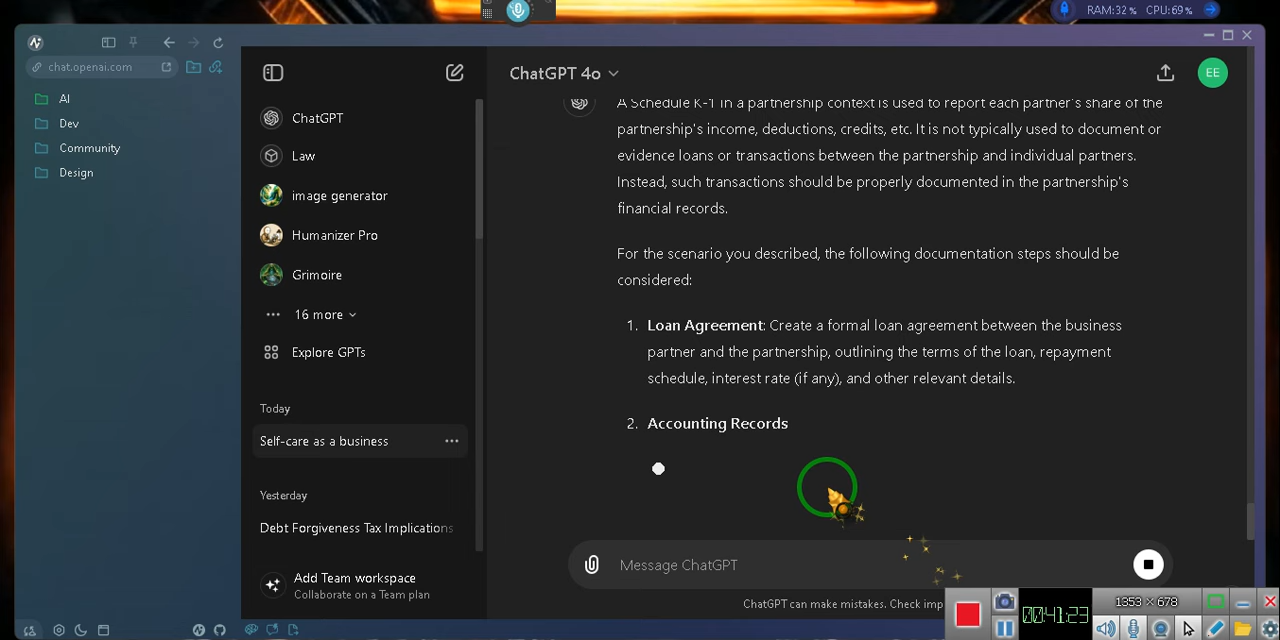 RAM:32% CPU:69%
chat.openai.com
AI
Dev
Community
Design
ChatGPT
Law
image generator
Humanizer Pro
Grimoire
16 more
Explore GPTs
Today
Self-care as a business
Yesterday
Debt Forgiveness Tax Implications
Add Team workspace
Collaborate on a Team plan
ChatGPT 4o
EE
A Schedule K-1 in a partnership context is used to report each partner's share of the
partnership's income, deductions, credits, etc. It is not typically used to document or
evidence loans or transactions between the partnership and individual partners.
Instead, such transactions should be properly documented in the partnership's
financial records.
For the scenario you described, the following documentation steps should be
considered:
1. Loan Agreement: Create a formal loan agreement between the business
partner and the partnership, outlining the terms of the loan, repayment
schedule, interest rate (if any), and other relevant details.
2. Accounting Records
Message ChatGPT
ChatGPT can make mistakes. Check imp
1353 × 678
00:41:23